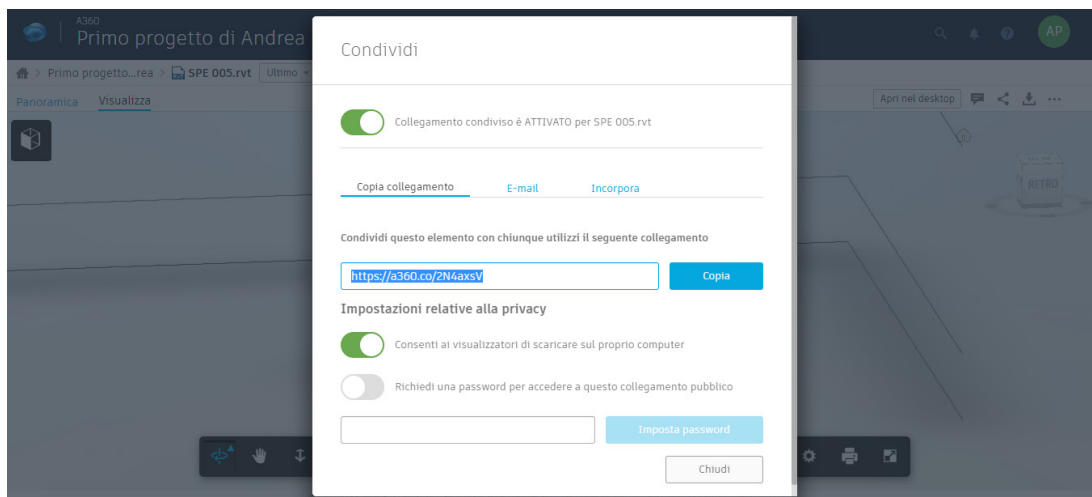 A360
Primo progetto di Andrea
AP
Primo progetto...rea > SPE 005.rvt Ultimo
Panoramica Visualizza
Apri nel desktop
RETRO
Condividi
Collegamento condiviso è ATTIVATO per SPE 005.rvt
Copia collegamento E-mail Incorpora
Condividi questo elemento con chiunque utilizzi il seguente collegamento
https://a360.co/2N4axsV Copia
Impostazioni relative alla privacy
Consenti ai visualizzatori di scaricare sul proprio computer
Richiedi una password per accedere a questo collegamento pubblico
Imposta password
Chiudi